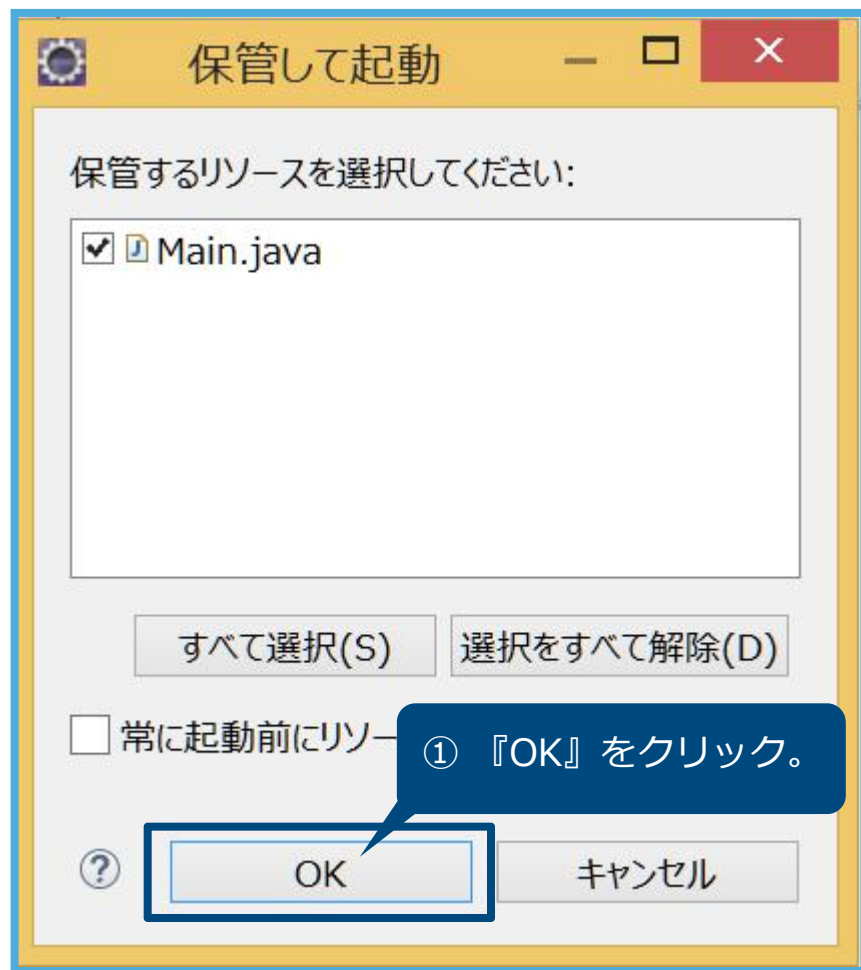 保管して起動
保管するリソースを選択してください:
Main.java
すべて選択(S) 選択をすべて解除(D)
常に起動前にリソー
① 『OK』をクリック。
OK キャンセル